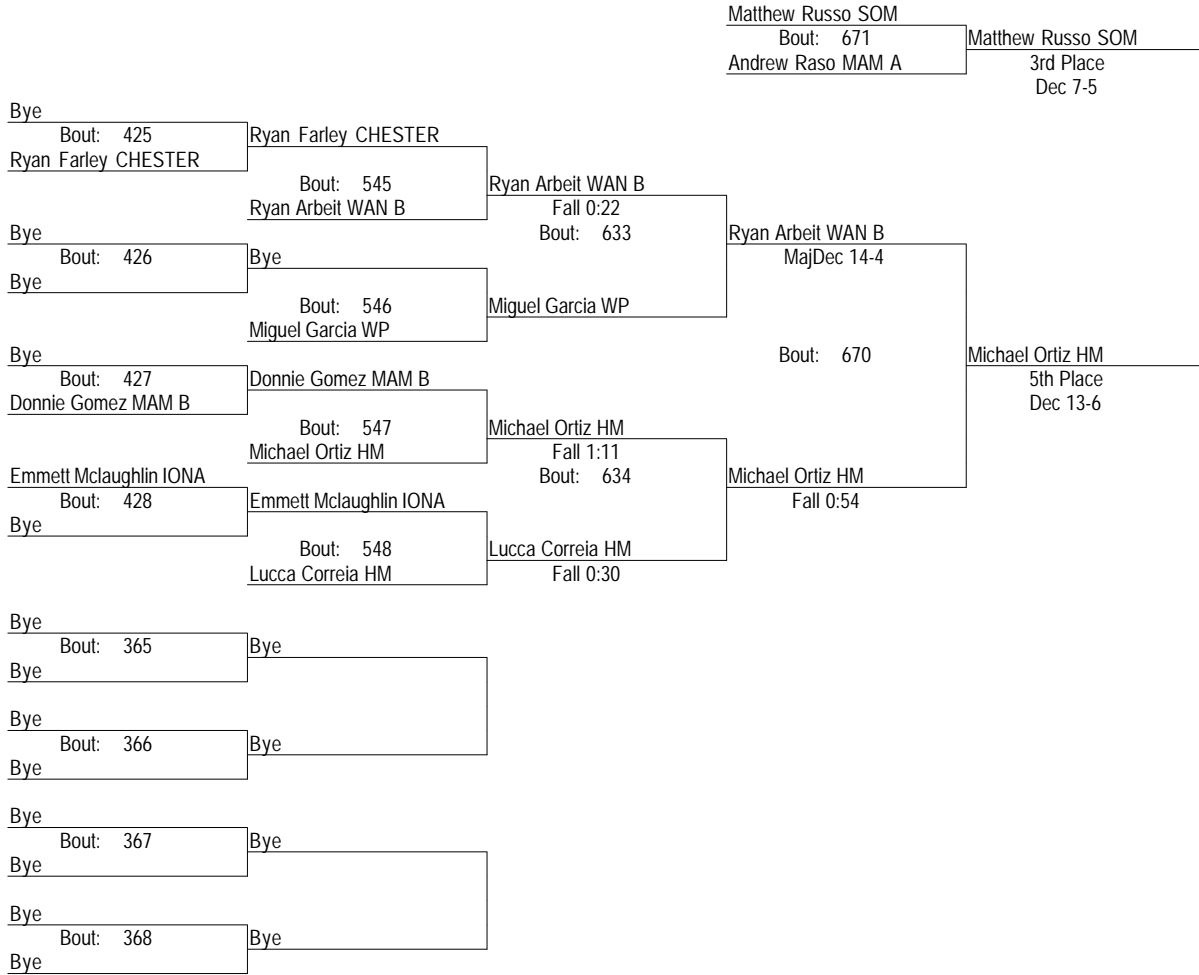 Matthew Russo SOM
Bout: 671
Matthew Russo SOM
Andrew Raso MAM A
3rd Place
Dec 7-5
Bye
Bout: 425
Ryan Farley CHESTER
Ryan Farley CHESTER
Bout: 545
Ryan Arbeit WAN B
Ryan Arbeit WAN B
Fall 0:22
Bye
Bout: 633
Ryan Arbeit WAN B
Bout: 426
Bye
MajDec 14-4
Bye
Bout: 546
Miguel Garcia WP
Miguel Garcia WP
Bye
Bout: 670
Michael Ortiz HM
Bout: 427
Donnie Gomez MAM B
5th Place
Donnie Gomez MAM B
Dec 13-6
Bout: 547
Michael Ortiz HM
Michael Ortiz HM
Fall 1:11
Emmett Mclaughlin IONA
Bout: 634
Michael Ortiz HM
Bout: 428
Emmett Mclaughlin IONA
Fall 0:54
Bye
Bout: 548
Lucca Correia HM
Lucca Correia HM
Fall 0:30
Bye
Bout: 365
Bye
Bye
Bye
Bout: 366
Bye
Bye
Bye
Bout: 367
Bye
Bye
Bye
Bout: 368
Bye
Bye